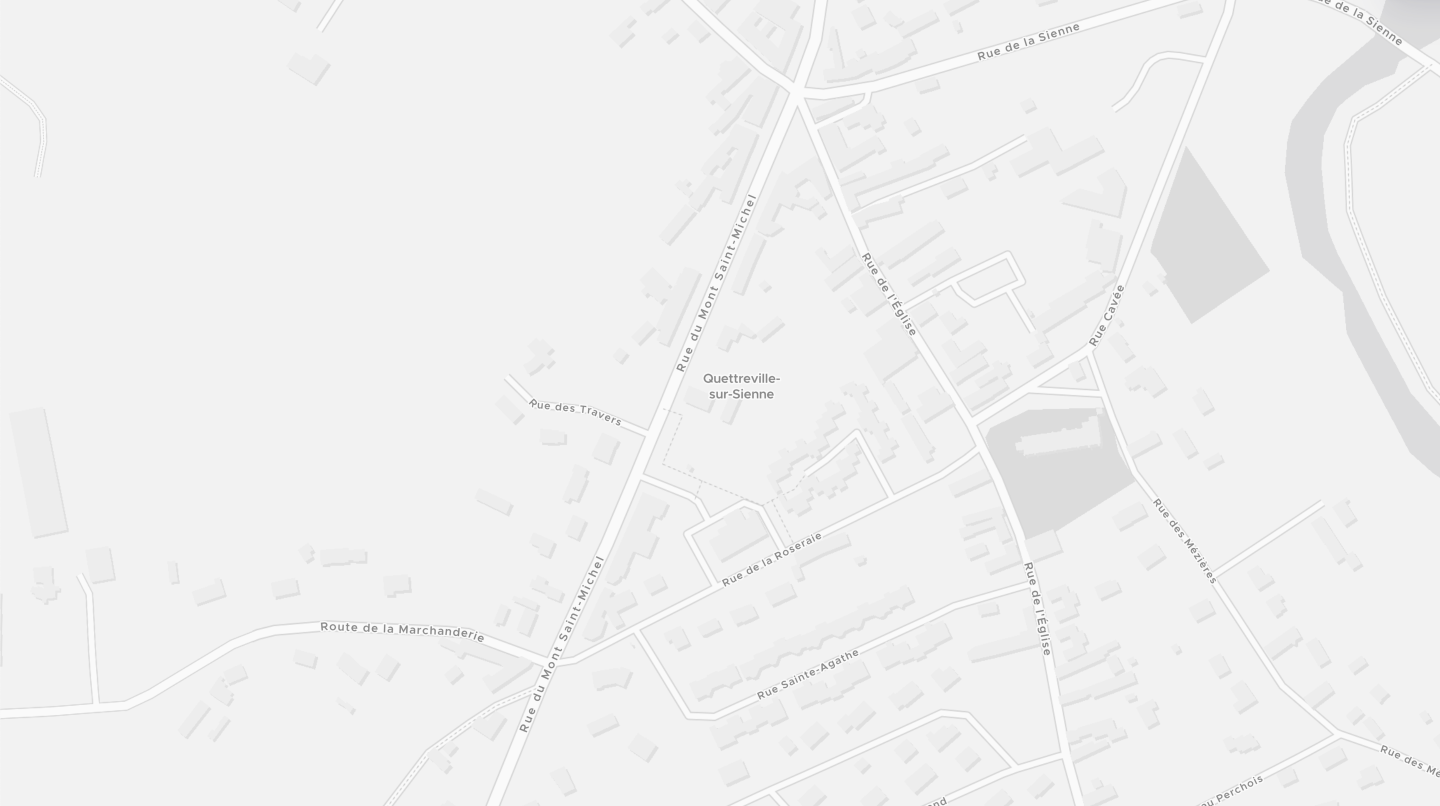 Rue de la Sienne
de la Sienne
Rue du Mont Saint-Michel
Rue de l'Église
Rue Cavée
Quettreville-
sur-Sienne
Rue des Travers
Rue des Mézières
Rue de la Roseraie
Rue du Mont Saint-Michel
Rue de l'Église
Route de la Marchanderie
Rue Sainte-Agathe
Rue des
Perchois